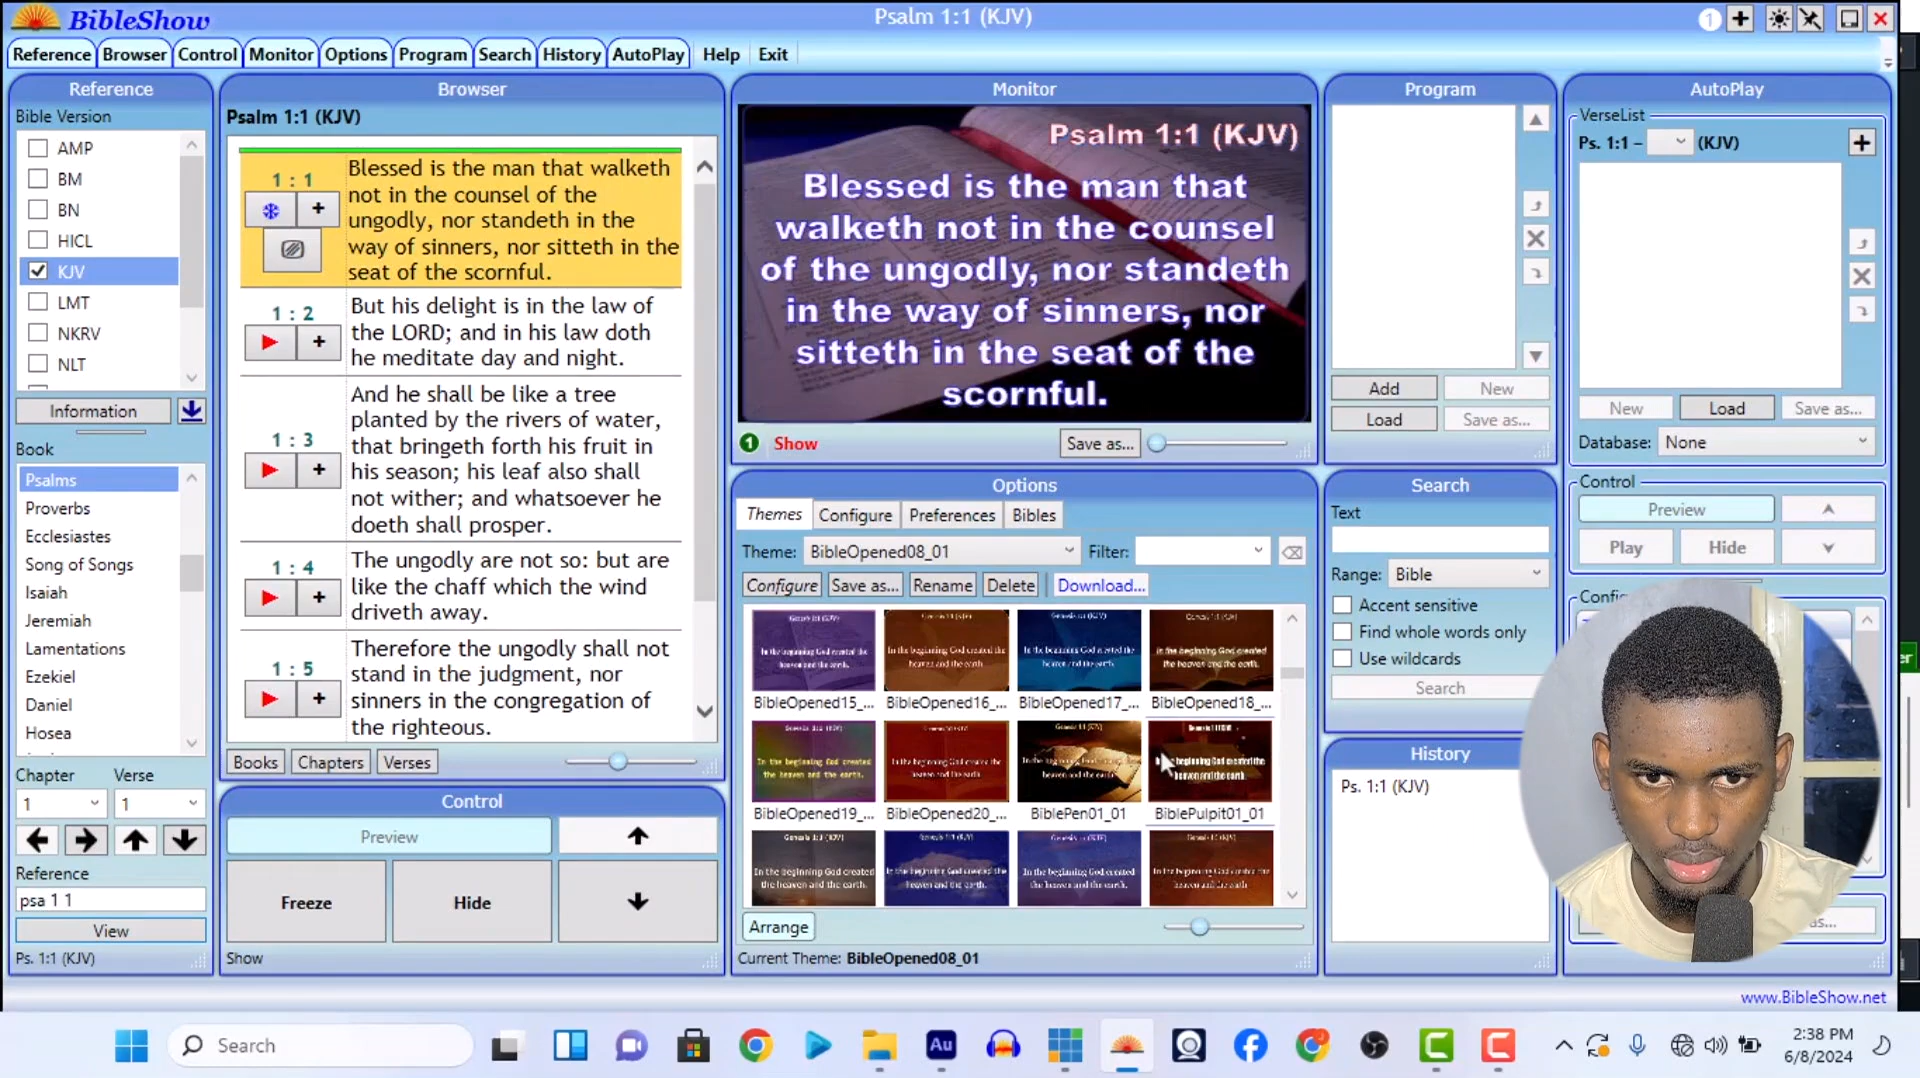 BibleShow
Psalm 1:1 (KJV)
1
Reference Browser Control Monitor Options Program Search History AutoPlay Help Exit
Reference
Bible Version
AMP
BM
BN
HICL
KJV
LMT
NKRV
NLT
Information
Book
Psalms
Proverbs
Ecclesiastes
Song of Songs
Isaiah
Jeremiah
Lamentations
Ezekiel
Daniel
Hosea
Chapter Verse
1 1
Reference
psa 1 1
View
Ps. 1:1 (KJV)
Browser
Psalm 1:1 (KJV)
1 : 1
Blessed is the man that walketh
not in the counsel of the
ungodly, nor standeth in the
way of sinners, nor sitteth in the
seat of the scornful.
1 : 2
But his delight is in the law of
the LORD; and in his law doth
he meditate day and night.
1 : 3
And he shall be like a tree
planted by the rivers of water,
that bringeth forth his fruit in
his season; his leaf also shall
not wither; and whatsoever he
doeth shall prosper.
1 : 4
The ungodly are not so: but are
like the chaff which the wind
driveth away.
1 : 5
Therefore the ungodly shall not
stand in the judgment, nor
sinners in the congregation of
the righteous.
Books Chapters Verses
Control
Preview
Freeze Hide
Show
Monitor
Psalm 1:1 (KJV)
Blessed is the man that
walketh not in the counsel
of the ungodly, nor standeth
in the way of sinners, nor
sitteth in the seat of the
scornful.
1 Show Save as...
Options
Themes Configure Preferences Bibles
Theme: BibleOpened08_01 Filter:
Configure Save as... Rename Delete Download...
BibleOpened15_... BibleOpened16_... BibleOpened17_... BibleOpened18_...
BibleOpened19_... BibleOpened20_... BiblePen01_01 BiblePulpit01_01
Arrange
Current Theme: BibleOpened08_01
Program
Add New
Load Save as...
Search
Text
Range: Bible
Accent sensitive
Find whole words only
Use wildcards
Search
History
Ps. 1:1 (KJV)
AutoPlay
VerseList
Ps. 1:1 – (KJV)
New Load Save as...
Database: None
Control
Preview
Play Hide
www.BibleShow.net
Search
Au
2:38 PM
6/8/2024